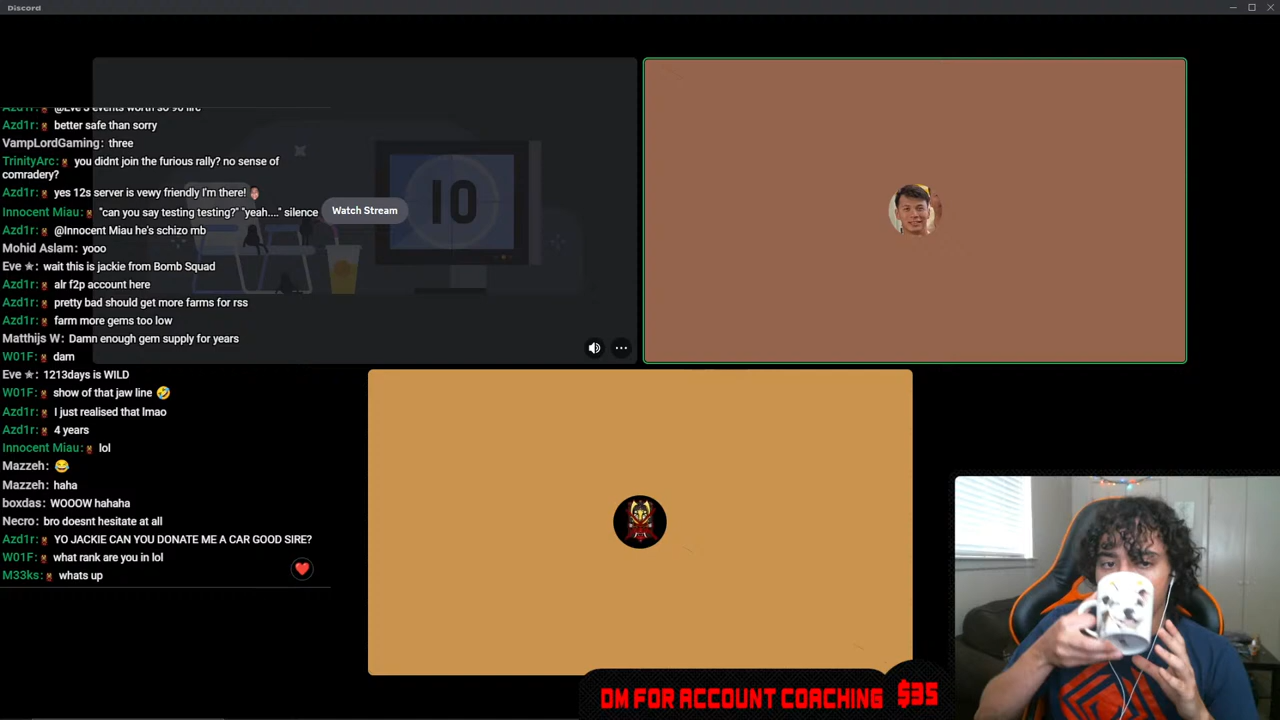 Discord
Azd1r: @Eve 3 events worth so 90 life
Azd1r: better safe than sorry
VampLordGaming: three
TrinityArc: you didnt join the furious rally? no sense of
comradery?
Azd1r: yes 12s server is vewy friendly I'm there!
Innocent Miau: "can you say testing testing?" "yeah...." silence
Azd1r: @Innocent Miau he's schizo mb
Mohid Aslam: yooo
Eve ★: wait this is jackie from Bomb Squad
Azd1r: alr f2p account here
Azd1r: pretty bad should get more farms for rss
Azd1r: farm more gems too low
Matthijs W: Damn enough gem supply for years
W01F: dam
Eve ★: 1213days is WILD
W01F: show of that jaw line 🤣
Azd1r: I just realised that lmao
Azd1r: 4 years
Innocent Miau: lol
Mazzeh: 😂
Mazzeh: haha
boxdas: WOOOW hahaha
Necro: bro doesnt hesitate at all
Azd1r: YO JACKIE CAN YOU DONATE ME A CAR GOOD SIRE?
W01F: what rank are you in lol
M33ks: whats up
10
Watch Stream
DM FOR ACCOUNT COACHING $35